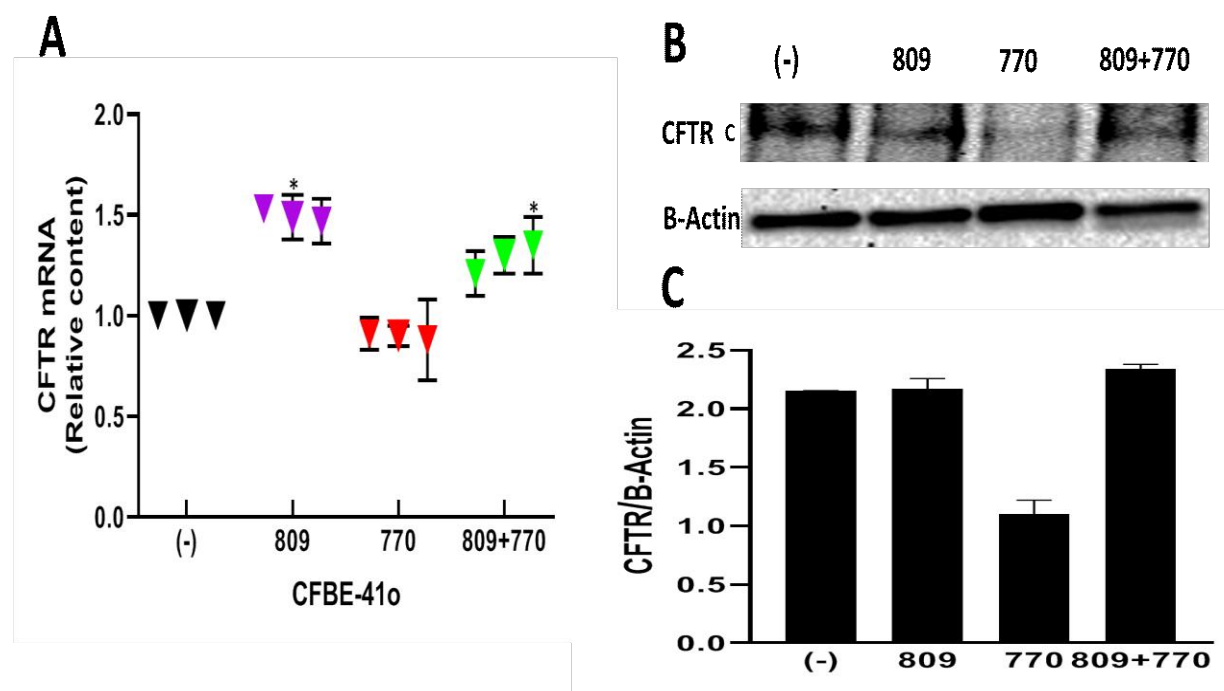 A
2.0
1.5
1.0
0.5
0.0
CFTR mRNA
(Relative content)
*
*
(-) 809 770 809+770
CFBE-41o
B
(-) 809 770 809+770
CFTR c
B-Actin
C
2.5
2.0
1.5
1.0
0.5
0.0
CFTR/B-Actin
(-) 809 770 809+770